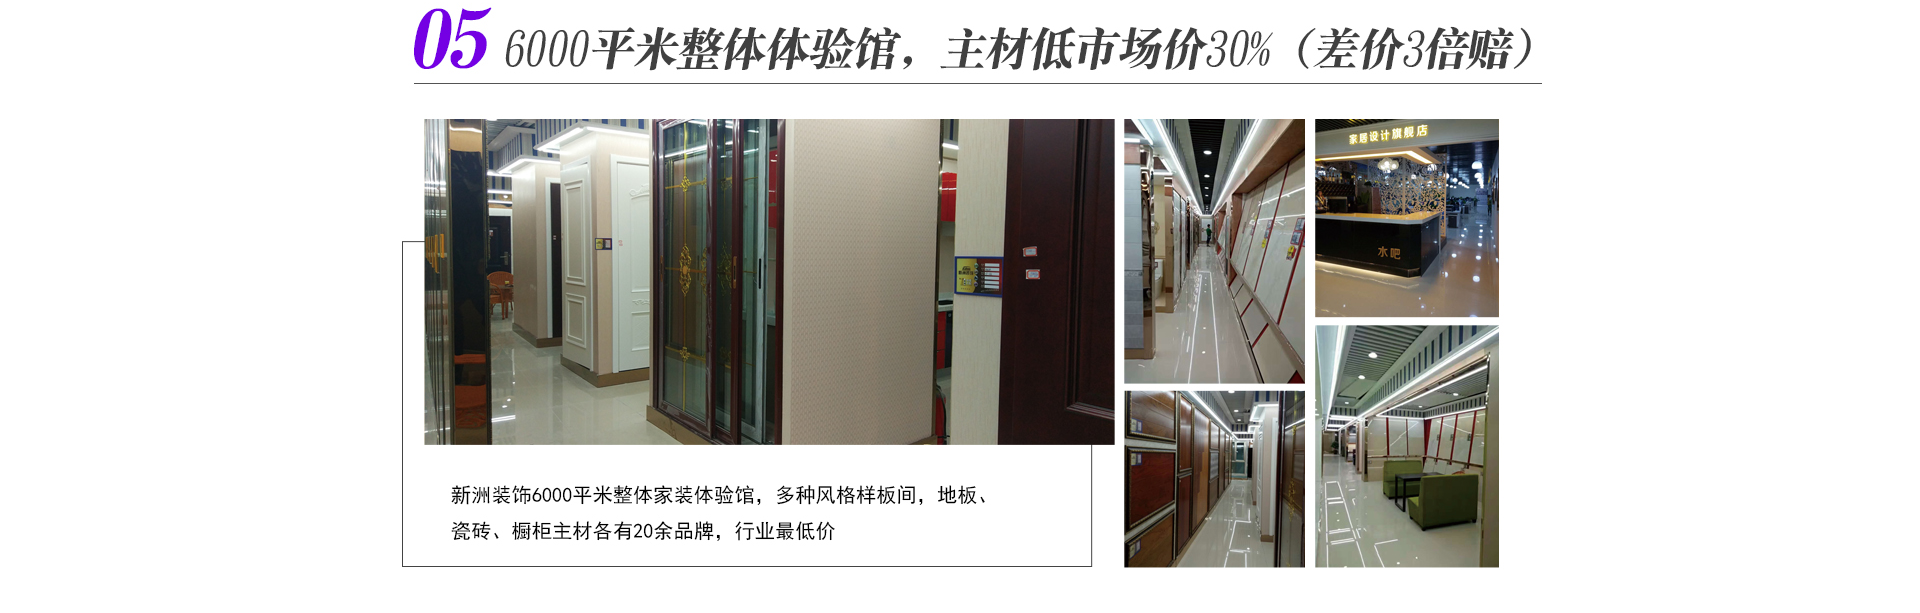 05 6000平米整体体验馆，主材低市场价30%（差价3倍赔）
家居设计旗舰店
水吧
新洲装饰6000平米整体家装体验馆，多种风格样板间，地板、
瓷砖、橱柜主材各有20余品牌，行业最低价